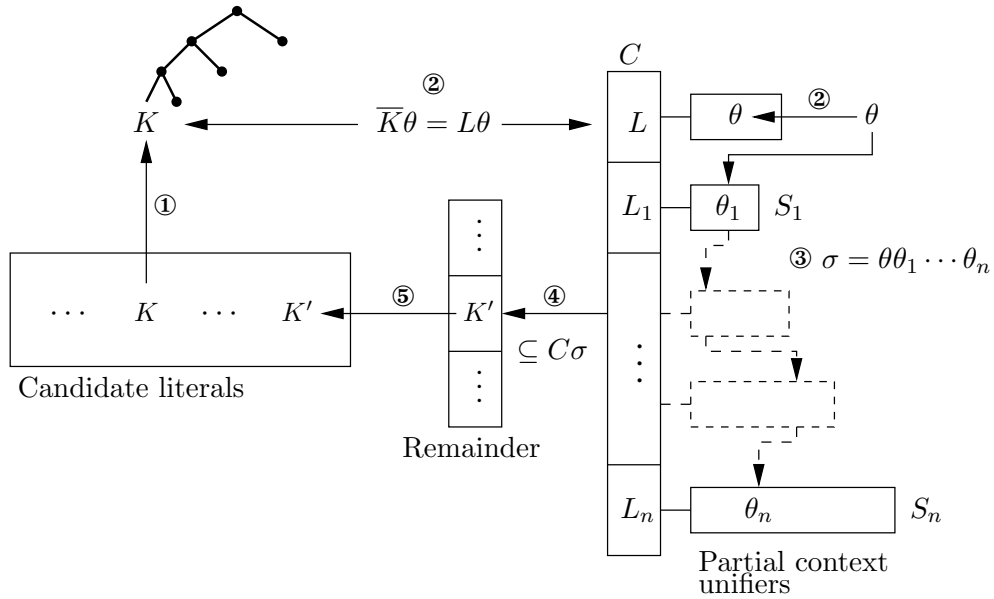 C
②
K
K̅θ = Lθ
L
θ
②
θ
①
L₁
θ₁
S₁
⋮
③ σ = θθ₁ ⋯ θₙ
⋯ K ⋯ K′
⑤
K′
④
⊆ Cσ
⋮
⋮
Candidate literals
Remainder
Lₙ
θₙ
Sₙ
Partial context
unifiers